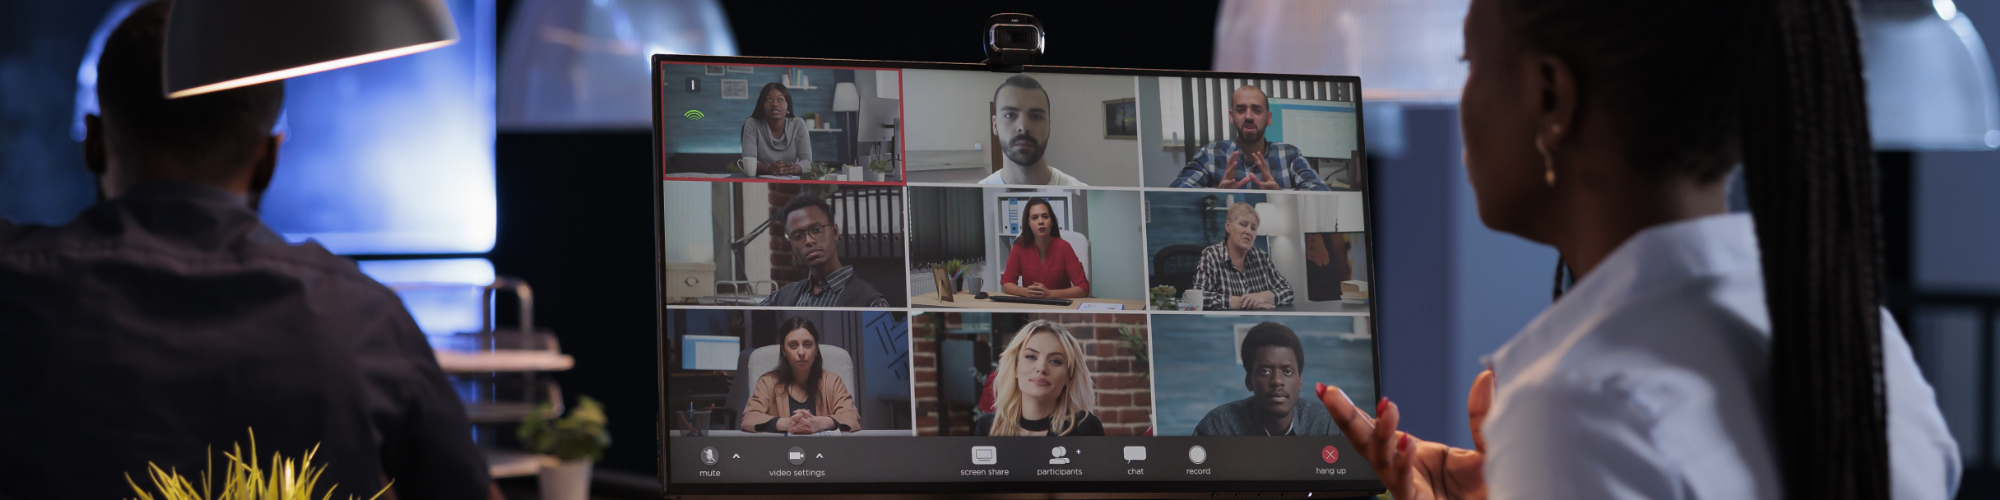 mute
video settings
screen share
participants
chat
record
hang up